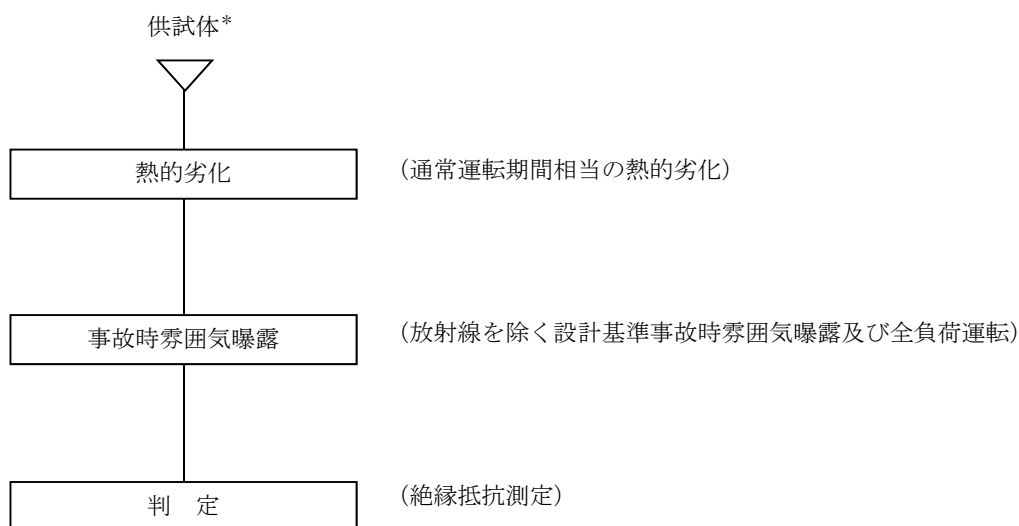 供試体*
熱的劣化 (通常運転期間相当の熱的劣化)
事故時雰囲気曝露 (放射線を除く設計基準事故時雰囲気曝露及び全負荷運転)
判 定 (絶縁抵抗測定)